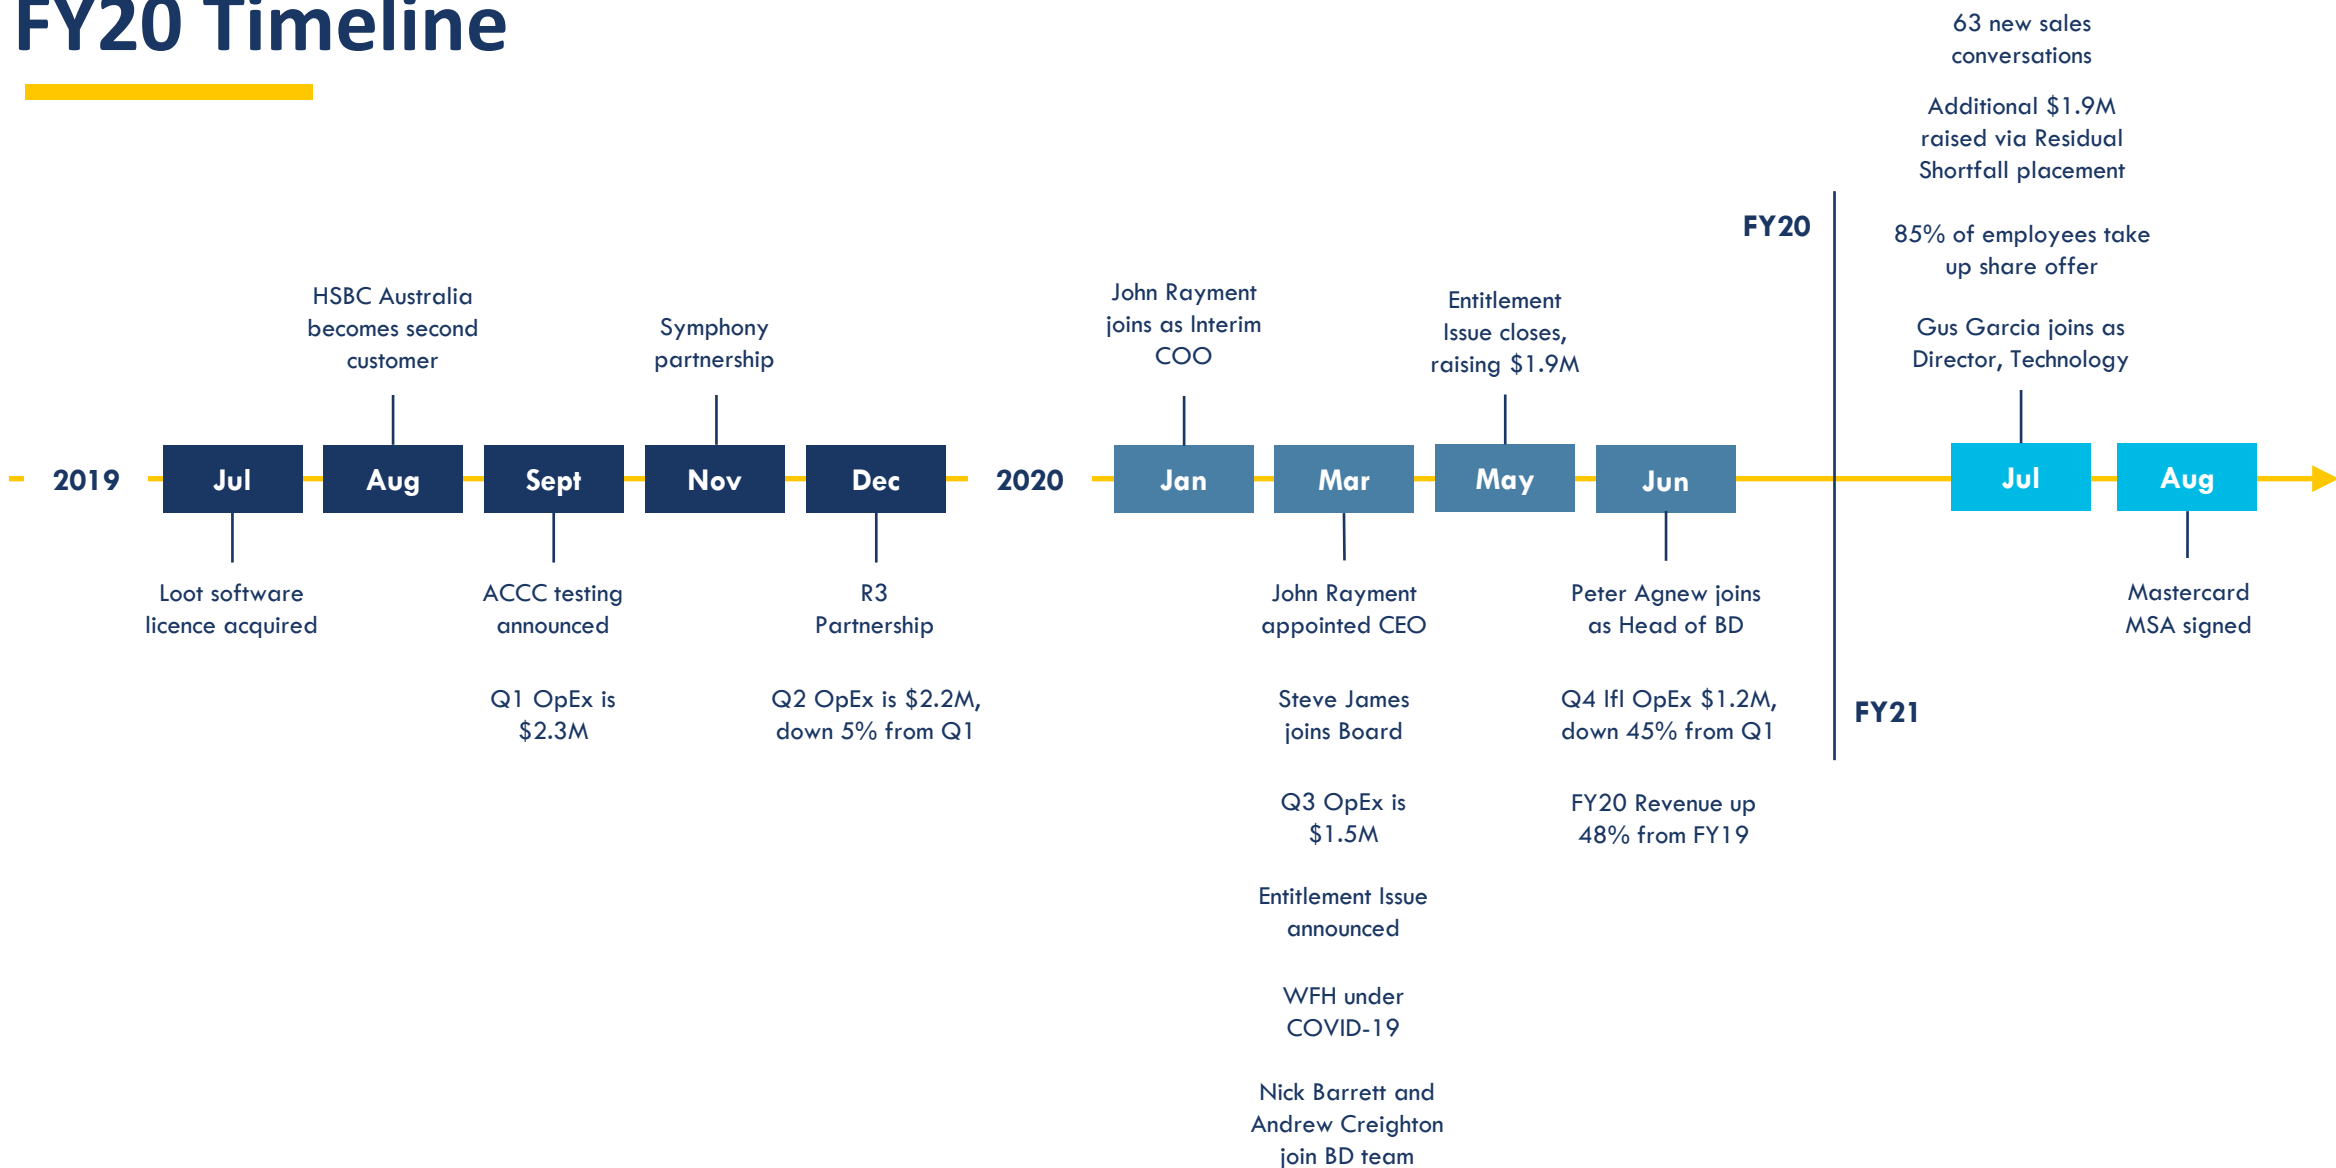 FY20 Timeline
63 new sales
conversations
Additional $1.9M
raised via Residual
Shortfall placement
FY20
85% of employees take
up share offer
HSBC Australia
becomes second
customer
Symphony
partnership
John Rayment
joins as Interim
COO
Entitlement
Issue closes,
raising $1.9M
Gus Garcia joins as
Director, Technology
2019
Jul
Aug
Sept
Nov
Dec
2020
Jan
Mar
May
Jun
Jul
Aug
Loot software
licence acquired
ACCC testing
announced
Q1 OpEx is
$2.3M
R3
Partnership
Q2 OpEx is $2.2M,
down 5% from Q1
John Rayment
appointed CEO
Steve James
joins Board
Q3 OpEx is
$1.5M
Entitlement Issue
announced
WFH under
COVID-19
Nick Barrett and
Andrew Creighton
join BD team
Peter Agnew joins
as Head of BD
Q4 lfl OpEx $1.2M,
down 45% from Q1
FY20 Revenue up
48% from FY19
FY21
Mastercard
MSA signed